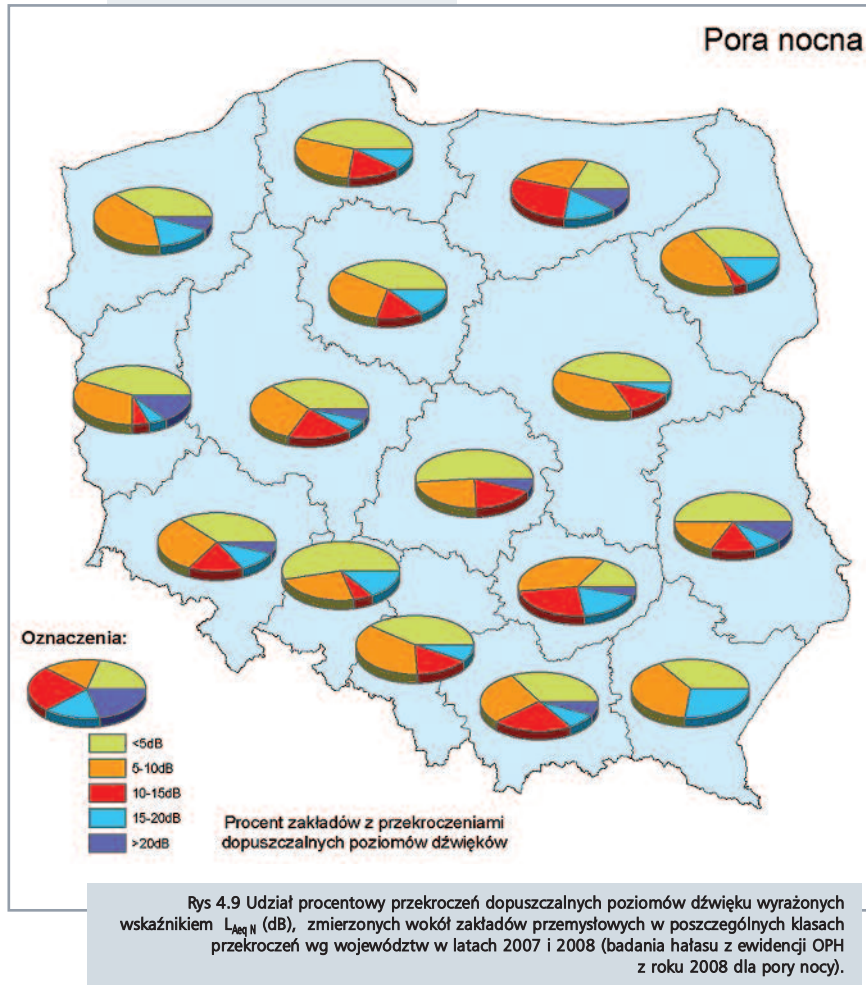 Pora nocna
Oznaczenia:
<5dB
5-10dB
10-15dB
15-20dB
>20dB
Procent zakładów z przekroczeniami
dopuszczalnych poziomów dźwięków
Rys 4.9 Udział procentowy przekroczeń dopuszczalnych poziomów dźwięku wyrażonych
wskaźnikiem LAeq N (dB), zmierzonych wokół zakładów przemysłowych w poszczególnych klasach
przekroczeń wg województw w latach 2007 i 2008 (badania hałasu z ewidencji OPH
z roku 2008 dla pory nocy).